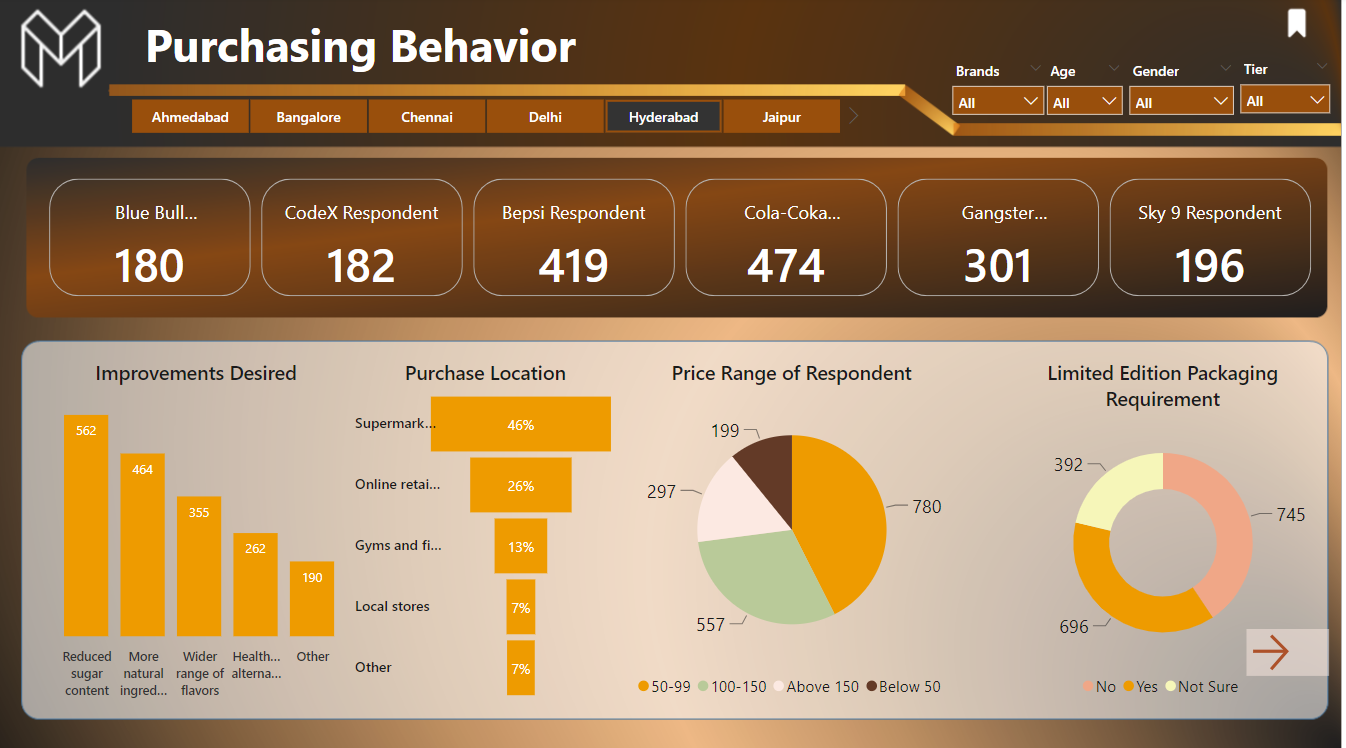 Purchasing Behavior
Brands
Age
Gender
Tier
All
All
All
All
Ahmedabad
Bangalore
Chennai
Delhi
Hyderabad
Jaipur
Blue Bull...
180
CodeX Respondent
182
Bepsi Respondent
419
Cola-Coka...
474
Gangster...
301
Sky 9 Respondent
196
Improvements Desired
562
464
355
262
190
Reduced
sugar
content
More
natural
ingred...
Wider
range of
flavors
Health...
alterna...
Other
Purchase Location
Supermark...
46%
Online retai...
26%
Gyms and fi...
13%
Local stores
7%
Other
7%
Price Range of Respondent
199
297
780
557
50-99
100-150
Above 150
Below 50
Limited Edition Packaging
Requirement
392
745
696
No
Yes
Not Sure